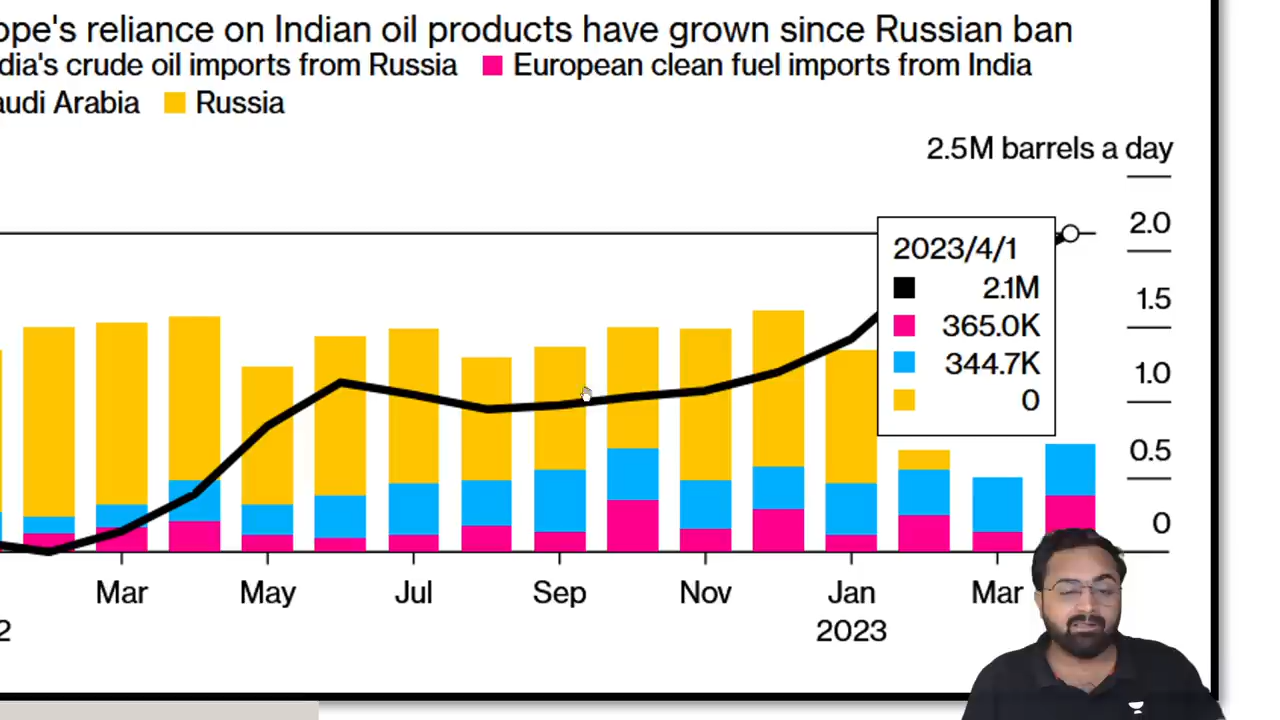 ope's reliance on Indian oil products have grown since Russian ban
dia's crude oil imports from Russia European clean fuel imports from India
audi Arabia Russia
2.5M barrels a day
2.0
1.5
1.0
0.5
0
2023/4/1
2.1M
365.0K
344.7K
0
Mar May Jul Sep Nov Jan Mar
2 2023